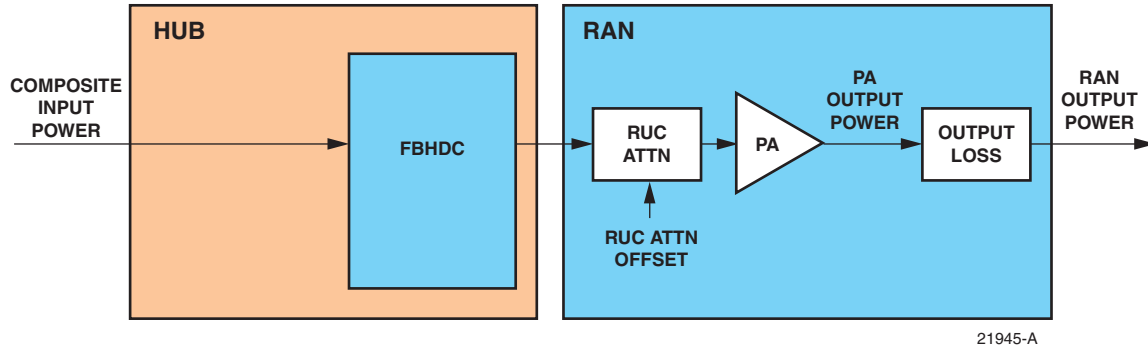 HUB
RAN
COMPOSITE
INPUT
POWER
FBHDC
RUC
ATTN
RUC ATTN
OFFSET
PA
PA
OUTPUT
POWER
OUTPUT
LOSS
RAN
OUTPUT
POWER
21945-A